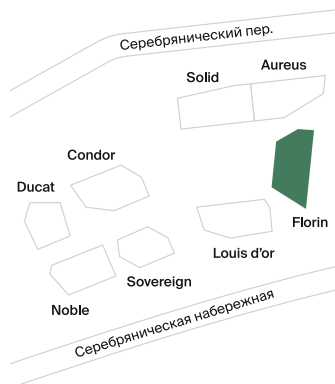 Серебрянический пер.
Solid
Aureus
Condor
Ducat
Florin
Louis d'or
Sovereign
Noble
Серебряническая набережная